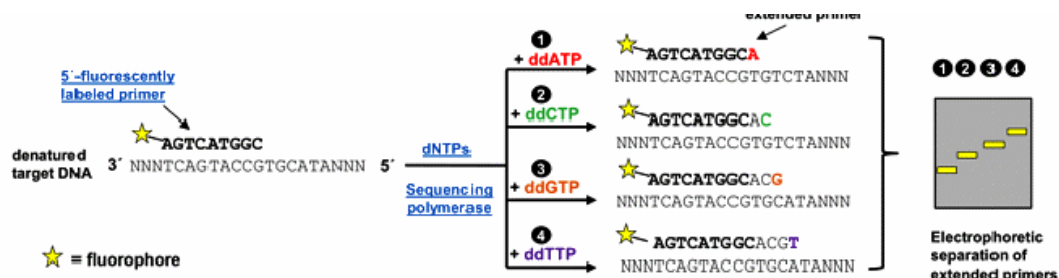 extended primer
5´-fluorescently
labeled primer
AGTCATGGC
denatured
target DNA
3´ NNNTCAGTACCGTGCATANNN 5´
≡ fluorophore
dNTPs
Sequencing
polymerase
1
+ ddATP
AGTCATGGCA
NNNTCAGTACCGTGTCTANNN
2
+ ddCTP
AGTCATGGCAC
NNNTCAGTACCGTGTCTANNN
3
+ ddGTP
AGTCATGGCACG
NNNTCAGTACCGTGCATANNN
4
+ ddTTP
AGTCATGGCACGT
NNNTCAGTACCGTGCATANNN
1 2 3 4
Electrophoretic
separation of
extended primers